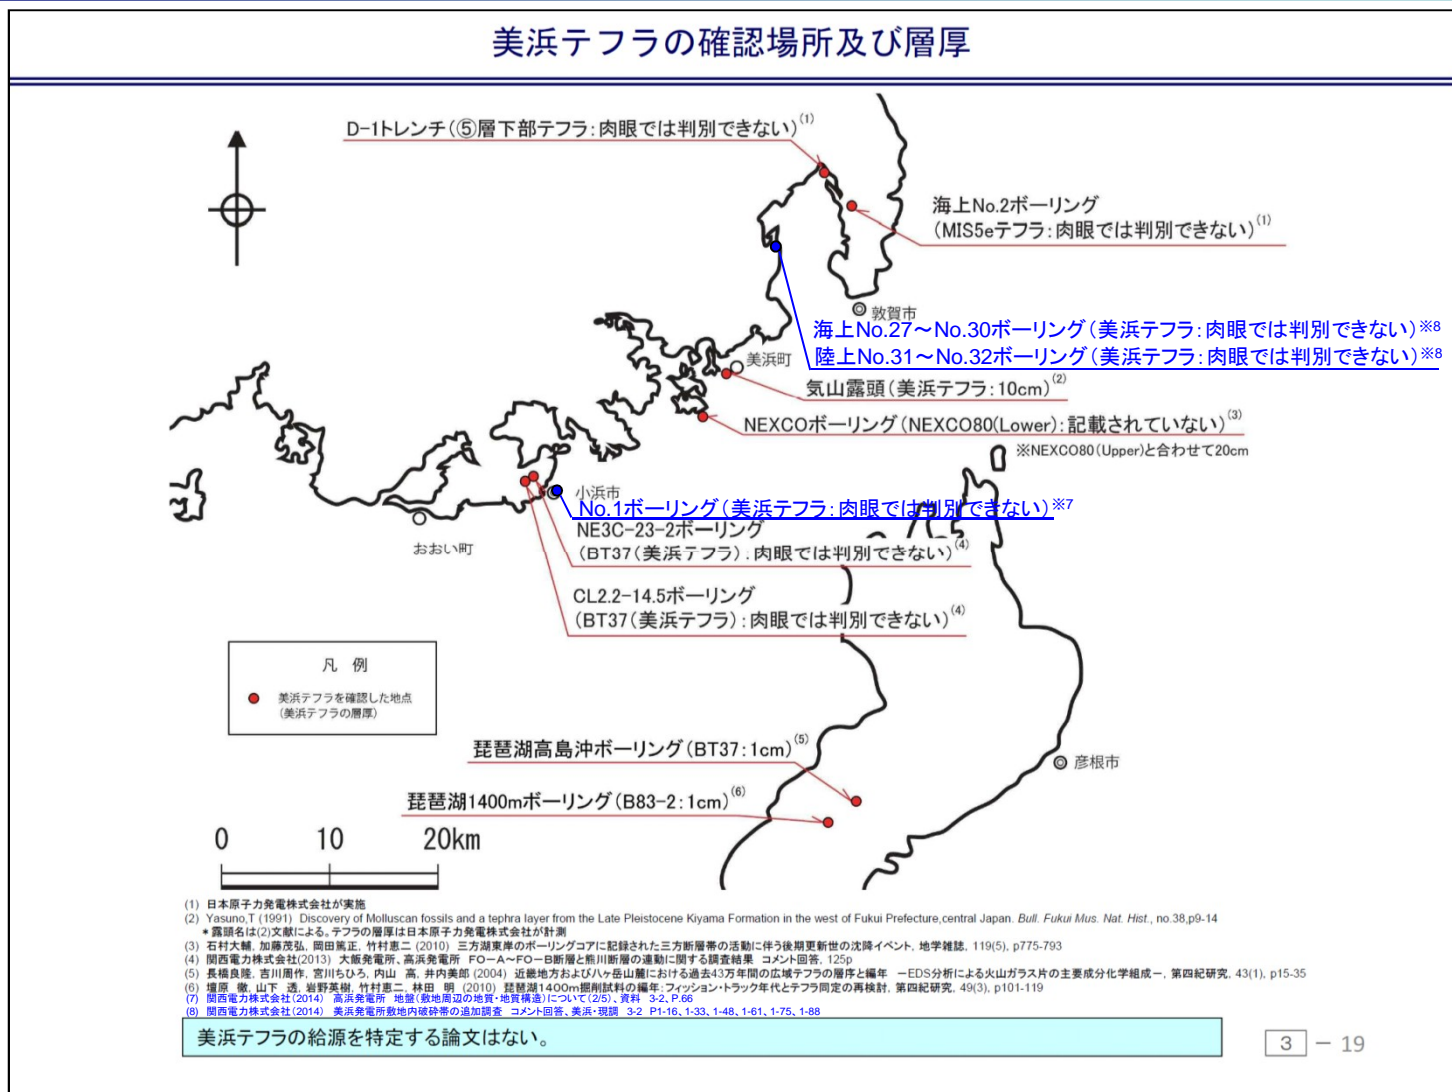 美浜テフラの確認場所及び層厚
D-1トレンチ(⑤層下部テフラ:肉眼では判別できない)(1)
海上No.2ボーリング
(MIS5eテフラ:肉眼では判別できない)(1)
敦賀市
海上No.27～No.30ボーリング(美浜テフラ:肉眼では判別できない)※8
陸上No.31～No.32ボーリング(美浜テフラ:肉眼では判別できない)※8
美浜町
気山露頭(美浜テフラ:10cm)(2)
NEXCOボーリング(NEXCO80(Lower):記載されていない)(3)
※NEXCO80(Upper)と合わせて20cm
小浜市
No.1ボーリング(美浜テフラ:肉眼では判別できない)※7
NE3C-23-2ボーリング
(BT37(美浜テフラ):肉眼では判別できない)(4)
おおい町
CL2.2-14.5ボーリング
(BT37(美浜テフラ):肉眼では判別できない)(4)
凡 例
美浜テフラを確認した地点
(美浜テフラの層厚)
琵琶湖高島沖ボーリング(BT37:1cm)(5)
彦根市
琵琶湖1400mボーリング(B83-2:1cm)(6)
0 10 20km
(1) 日本原子力発電株式会社が実施
(2) Yasuno,T (1991) Discovery of Molluscan fossils and a tephra layer from the Late Pleistocene Kiyama Formation in the west of Fukui Prefecture,central Japan. Bull. Fukui Mus. Nat. Hist., no.38,p9-14
*露頭名は(2)文献による。テフラの層厚は日本原子力発電株式会社が計測
(3) 石村大輔, 加藤茂弘, 岡田篤正, 竹村恵二 (2010) 三方湖東岸のボーリングコアに記録された三方断層帯の活動に伴う後期更新世の沈降イベント, 地学雑誌, 119(5), p775-793
(4) 関西電力株式会社(2013) 大飯発電所、高浜発電所 FO-A～FO-B断層と熊川断層の連動に関する調査結果 コメント回答, 125p
(5) 長橋良隆, 吉川周作, 宮川ちひろ, 内山 高, 井内美郎 (2004) 近畿地方および八ヶ岳山麓における過去43万年間の広域テフラの層序と編年 -EDS分析による火山ガラス片の主要成分化学組成-, 第四紀研究, 43(1), p15-35
(6) 壇原 徹, 山下 透, 岩野英樹, 竹村恵二, 林田 明 (2010) 琵琶湖1400m掘削試料の編年:フィッション・トラック年代とテフラ同定の再検討, 第四紀研究, 49(3), p101-119
(7) 関西電力株式会社(2014) 高浜発電所 地盤(敷地周辺の地質・地質構造)について(2/5)、資料 3-2、P.66
(8) 関西電力株式会社(2014) 美浜発電所敷地内破砕帯の追加調査 コメント回答、美浜・現調 3-2 P1-16、1-33、1-48、1-61、1-75、1-88
美浜テフラの給源を特定する論文はない。
3 - 19